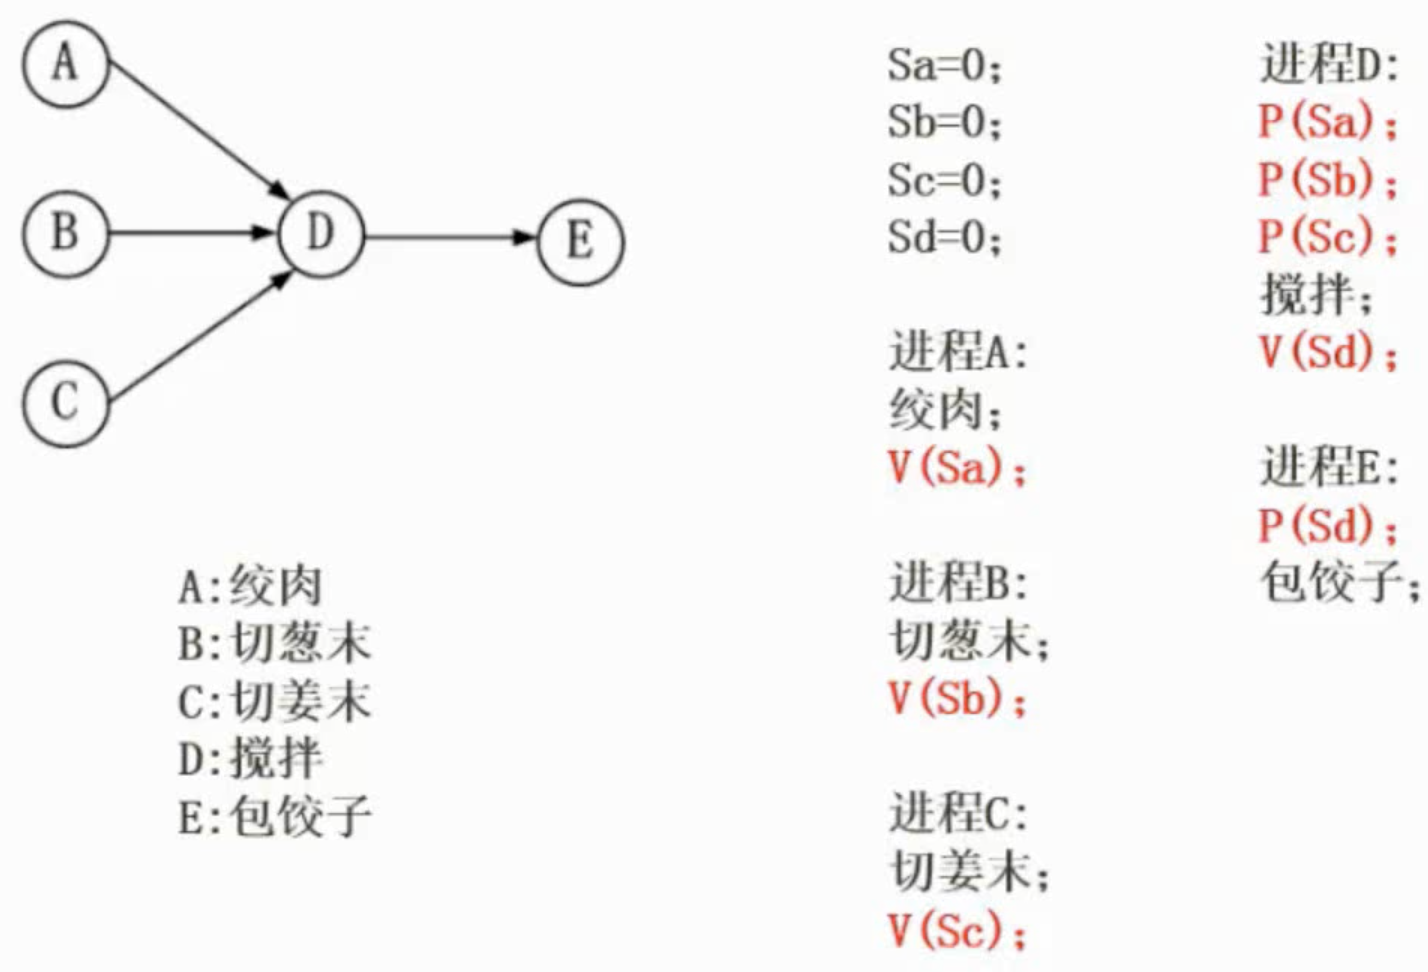 A
B
C
D
E
A:绞肉
B:切葱末
C:切姜末
D:搅拌
E:包饺子
Sa=0;
Sb=0;
Sc=0;
Sd=0;
进程A:
绞肉;
V(Sa);
进程B:
切葱末;
V(Sb);
进程C:
切姜末;
V(Sc);
进程D:
P(Sa);
P(Sb);
P(Sc);
搅拌;
V(Sd);
进程E:
P(Sd);
包饺子;